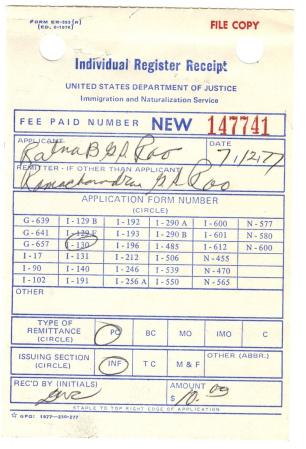 FORM ER-393 (R)
(ED. 6-1974)
FILE COPY
Individual Register Receipt
UNITED STATES DEPARTMENT OF JUSTICE
Immigration and Naturalization Service
FEE PAID NUMBER NEW 147741
APPLICANT DATE
Ratna B G.A. Rao 7/12/77
REMITTER - IF OTHER THAN APPLICANT
Ramachandra G.A. Rao
APPLICATION FORM NUMBER
(CIRCLE)
G-639 I-129 B I-192 I-290 A I-600 N-577
G-641 I-129 F I-193 I-290 B I-601 N-580
G-657 I-130 I-196 I-485 I-612 N-600
I-17 I-131 I-212 I-506 N-455
I-90 I-140 I-246 I-539 N-470
I-102 I-191 I-256 A I-550 N-565
OTHER
TYPE OF REMITTANCE (CIRCLE) PC BC MO IMO C
ISSUING SECTION (CIRCLE) INF TC M & F OTHER (ABBR.)
REC'D BY (INITIALS) AMOUNT
$ 10.00
STAPLE TO TOP RIGHT EDGE OF APPLICATION
☆ GPO: 1977-230-277